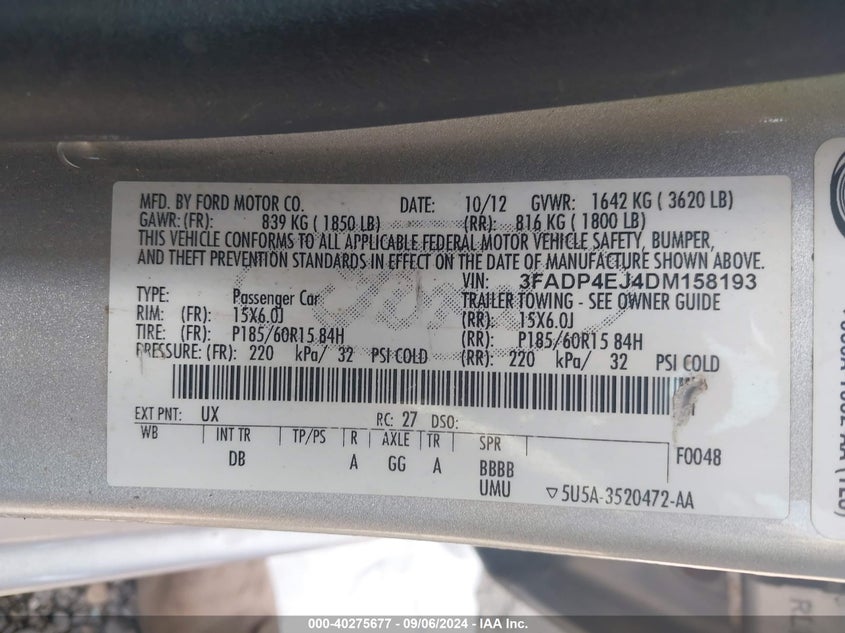 MFD. BY FORD MOTOR CO. DATE: 10/12 GVWR: 1642 KG ( 3620 LB)
GAWR: (FR): 839 KG ( 1850 LB) (RR): 816 KG ( 1800 LB)
THIS VEHICLE CONFORMS TO ALL APPLICABLE FEDERAL MOTOR VEHICLE SAFETY, BUMPER,
AND THEFT PREVENTION STANDARDS IN EFFECT ON THE DATE OF MANUFACTURE SHOWN ABOVE.
VIN: 3FADP4EJ4DM158193
TYPE: Passenger Car TRAILER TOWING - SEE OWNER GUIDE
RIM: (FR): 15X6.0J (RR): 15X6.0J
TIRE: (FR): P185/60R15 84H (RR): P185/60R15 84H
PRESSURE: (FR): 220 kPa/ 32 PSI COLD (RR): 220 kPa/ 32 PSI COLD
EXT PNT: UX RC: 27 DSO:
WB INT TR TP/PS R AXLE TR SPR F0048
DB A GG A BBBB
UMU ▽5U5A-3520472-AA
000-40275677 - 09/06/2024 - IAA Inc.